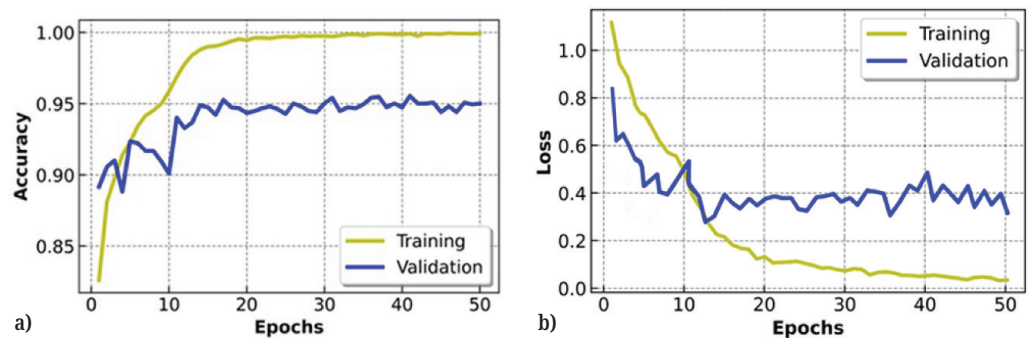 1.00
0.95
0.90
0.85
Accuracy
Training
Validation
0 10 20 30 40 50
Epochs
a)
1.0
0.8
0.6
0.4
0.2
0.0
Loss
Training
Validation
0 10 20 30 40 50
Epochs
b)